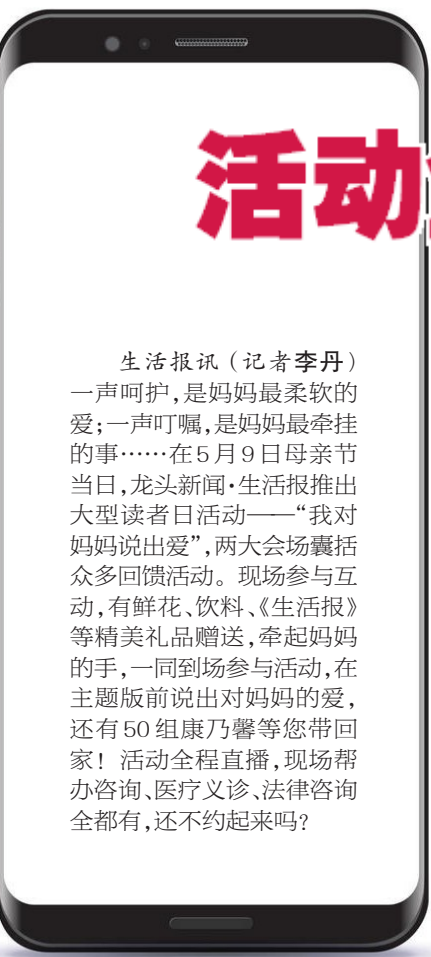 活动
生活报讯（记者李丹）
一声呵护，是妈妈最柔软的
爱；一声叮嘱，是妈妈最牵挂
的事……在5月9日母亲节
当日，龙头新闻·生活报推出
大型读者日活动——“我对
妈妈说出爱”，两大会场囊括
众多回馈活动。现场参与互
动，有鲜花、饮料、《生活报》
等精美礼品赠送，牵起妈妈
的手，一同到场参与活动，在
主题版前说出对妈妈的爱，
还有50组康乃馨等您带回
家！活动全程直播，现场帮
办咨询、医疗义诊、法律咨询
全都有，还不约起来吗？